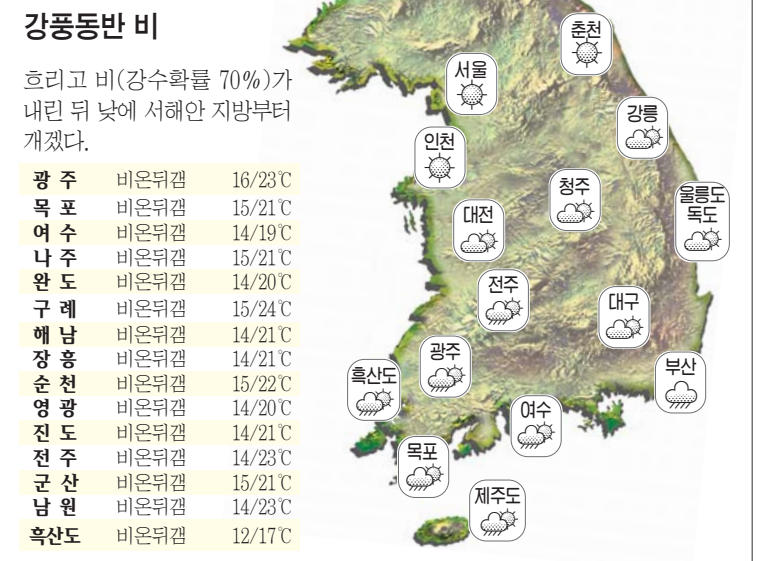 강풍동반 비
흐리고 비(강수확률 70%)가
내린 뒤 낮에 서해안 지방부터
개겠다.
광 주 비온뒤갬 16/23℃
목 포 비온뒤갬 15/21℃
여 수 비온뒤갬 14/19℃
나 주 비온뒤갬 15/21℃
완 도 비온뒤갬 14/20℃
구 례 비온뒤갬 15/24℃
해 남 비온뒤갬 14/21℃
장 흥 비온뒤갬 14/21℃
순 천 비온뒤갬 15/22℃
영 광 비온뒤갬 14/20℃
진 도 비온뒤갬 14/21℃
전 주 비온뒤갬 14/23℃
군 산 비온뒤갬 15/21℃
남 원 비온뒤갬 14/23℃
흑산도 비온뒤갬 12/17℃
춘천
서울
강릉
인천
청주
울릉도
독도
대전
전주
대구
광주
부산
흑산도
여수
목포
제주도